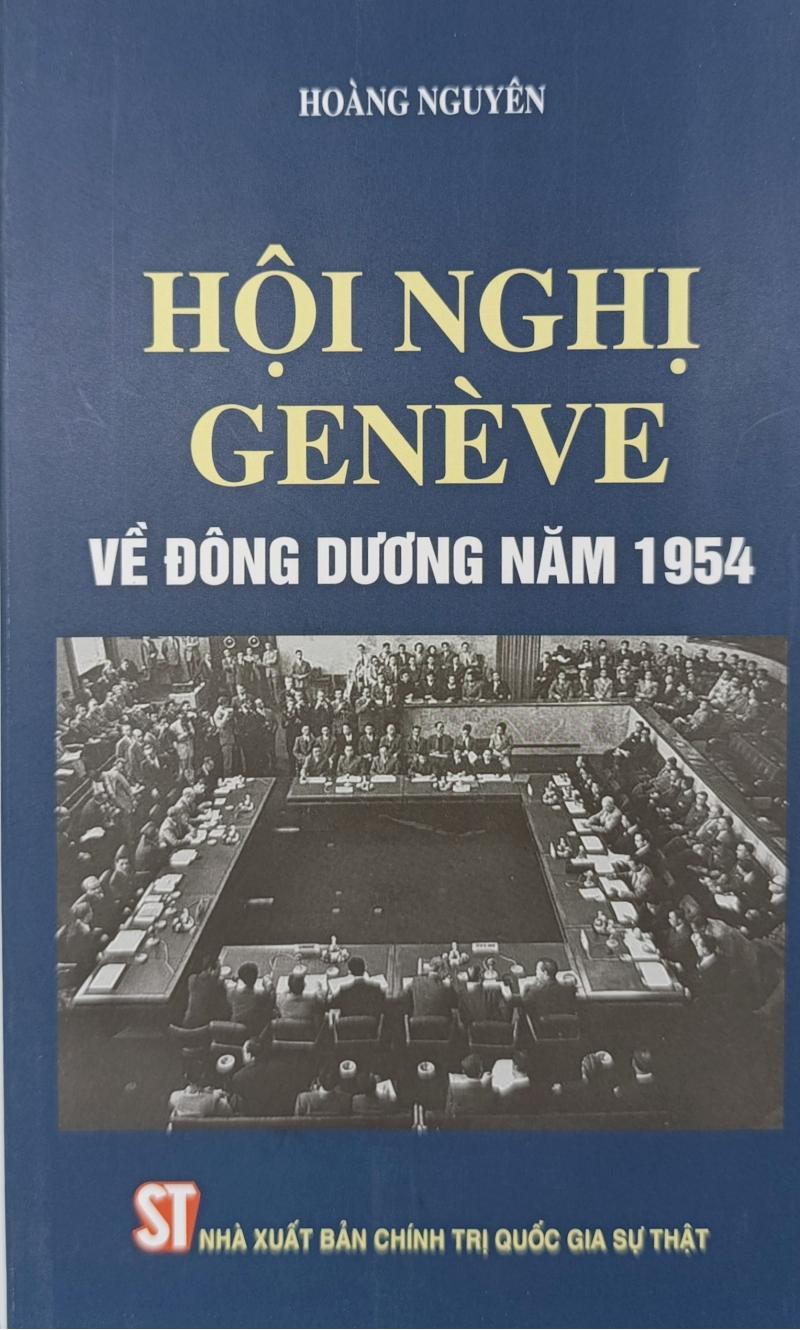 HOÀNG NGUYÊN
HỘI NGHỊ
GENÈVE
VỀ ĐÔNG DƯƠNG NĂM 1954
ST NHÀ XUẤT BẢN CHÍNH TRỊ QUỐC GIA SỰ THẬT